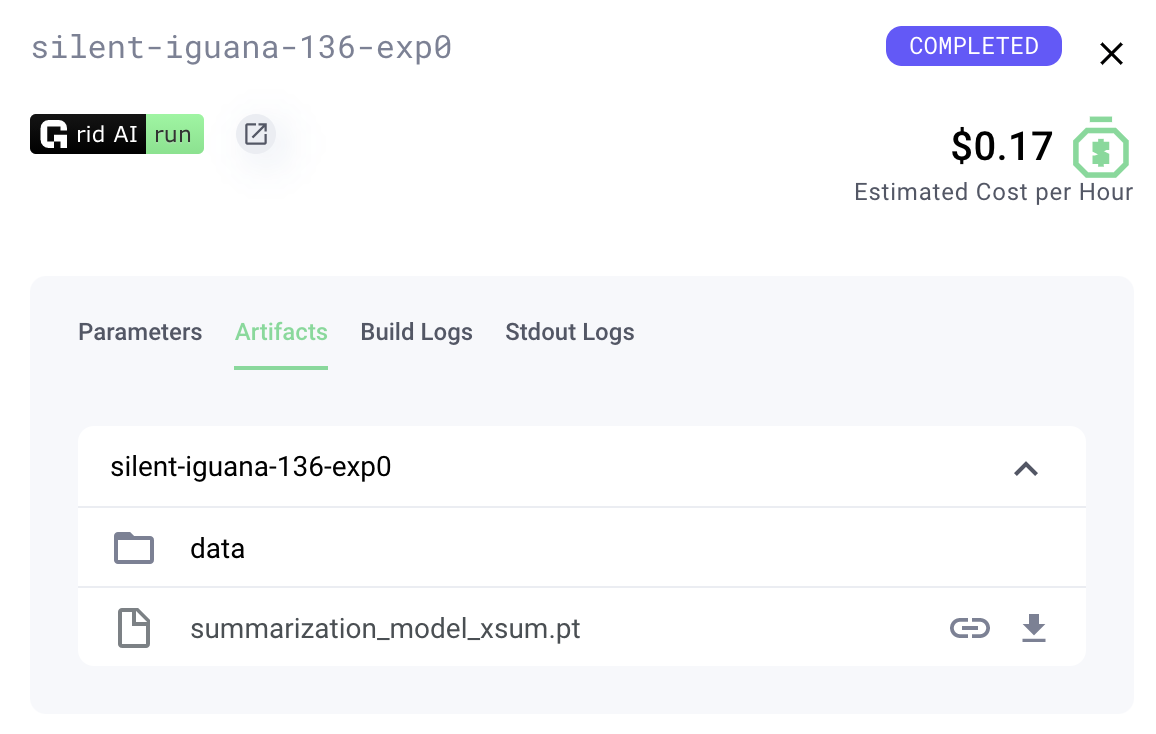 silent-iguana-136-exp0
COMPLETED
Grid AI run
$0.17
Estimated Cost per Hour
Parameters Artifacts Build Logs Stdout Logs
silent-iguana-136-exp0
data
summarization_model_xsum.pt